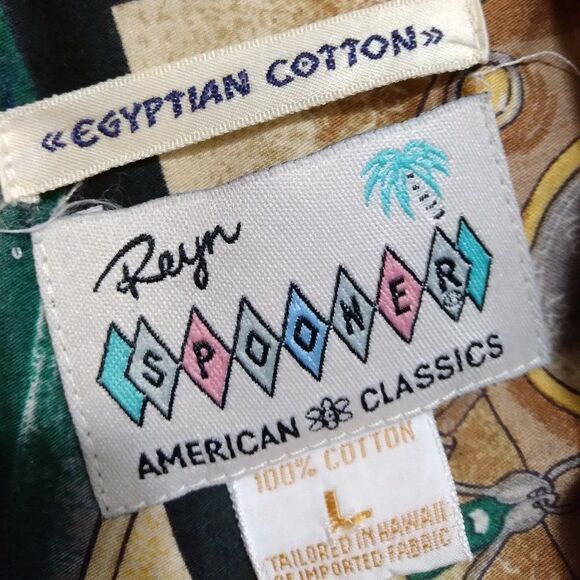 «EGYPTIAN COTTON»
Reyn
SPOONER
AMERICAN CLASSICS
100% COTTON
L
TAILORED IN HAWAII
OF IMPORTED FABRIC